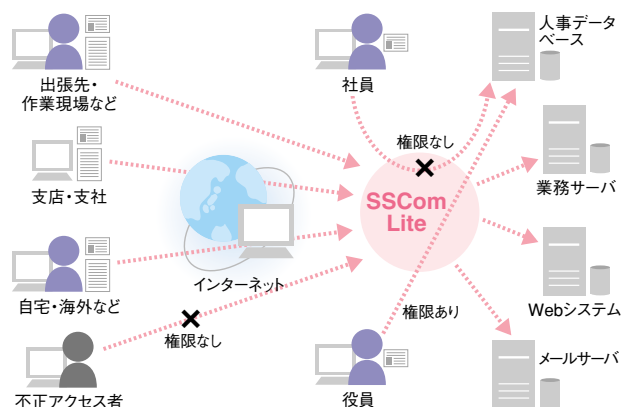 出張先・
作業現場など
社員
人事データ
ベース
権限なし
支店・支社
業務サーバ
SSCom
Lite
インターネット
自宅・海外など
権限なし
権限あり
Webシステム
不正アクセス者
役員
メールサーバ